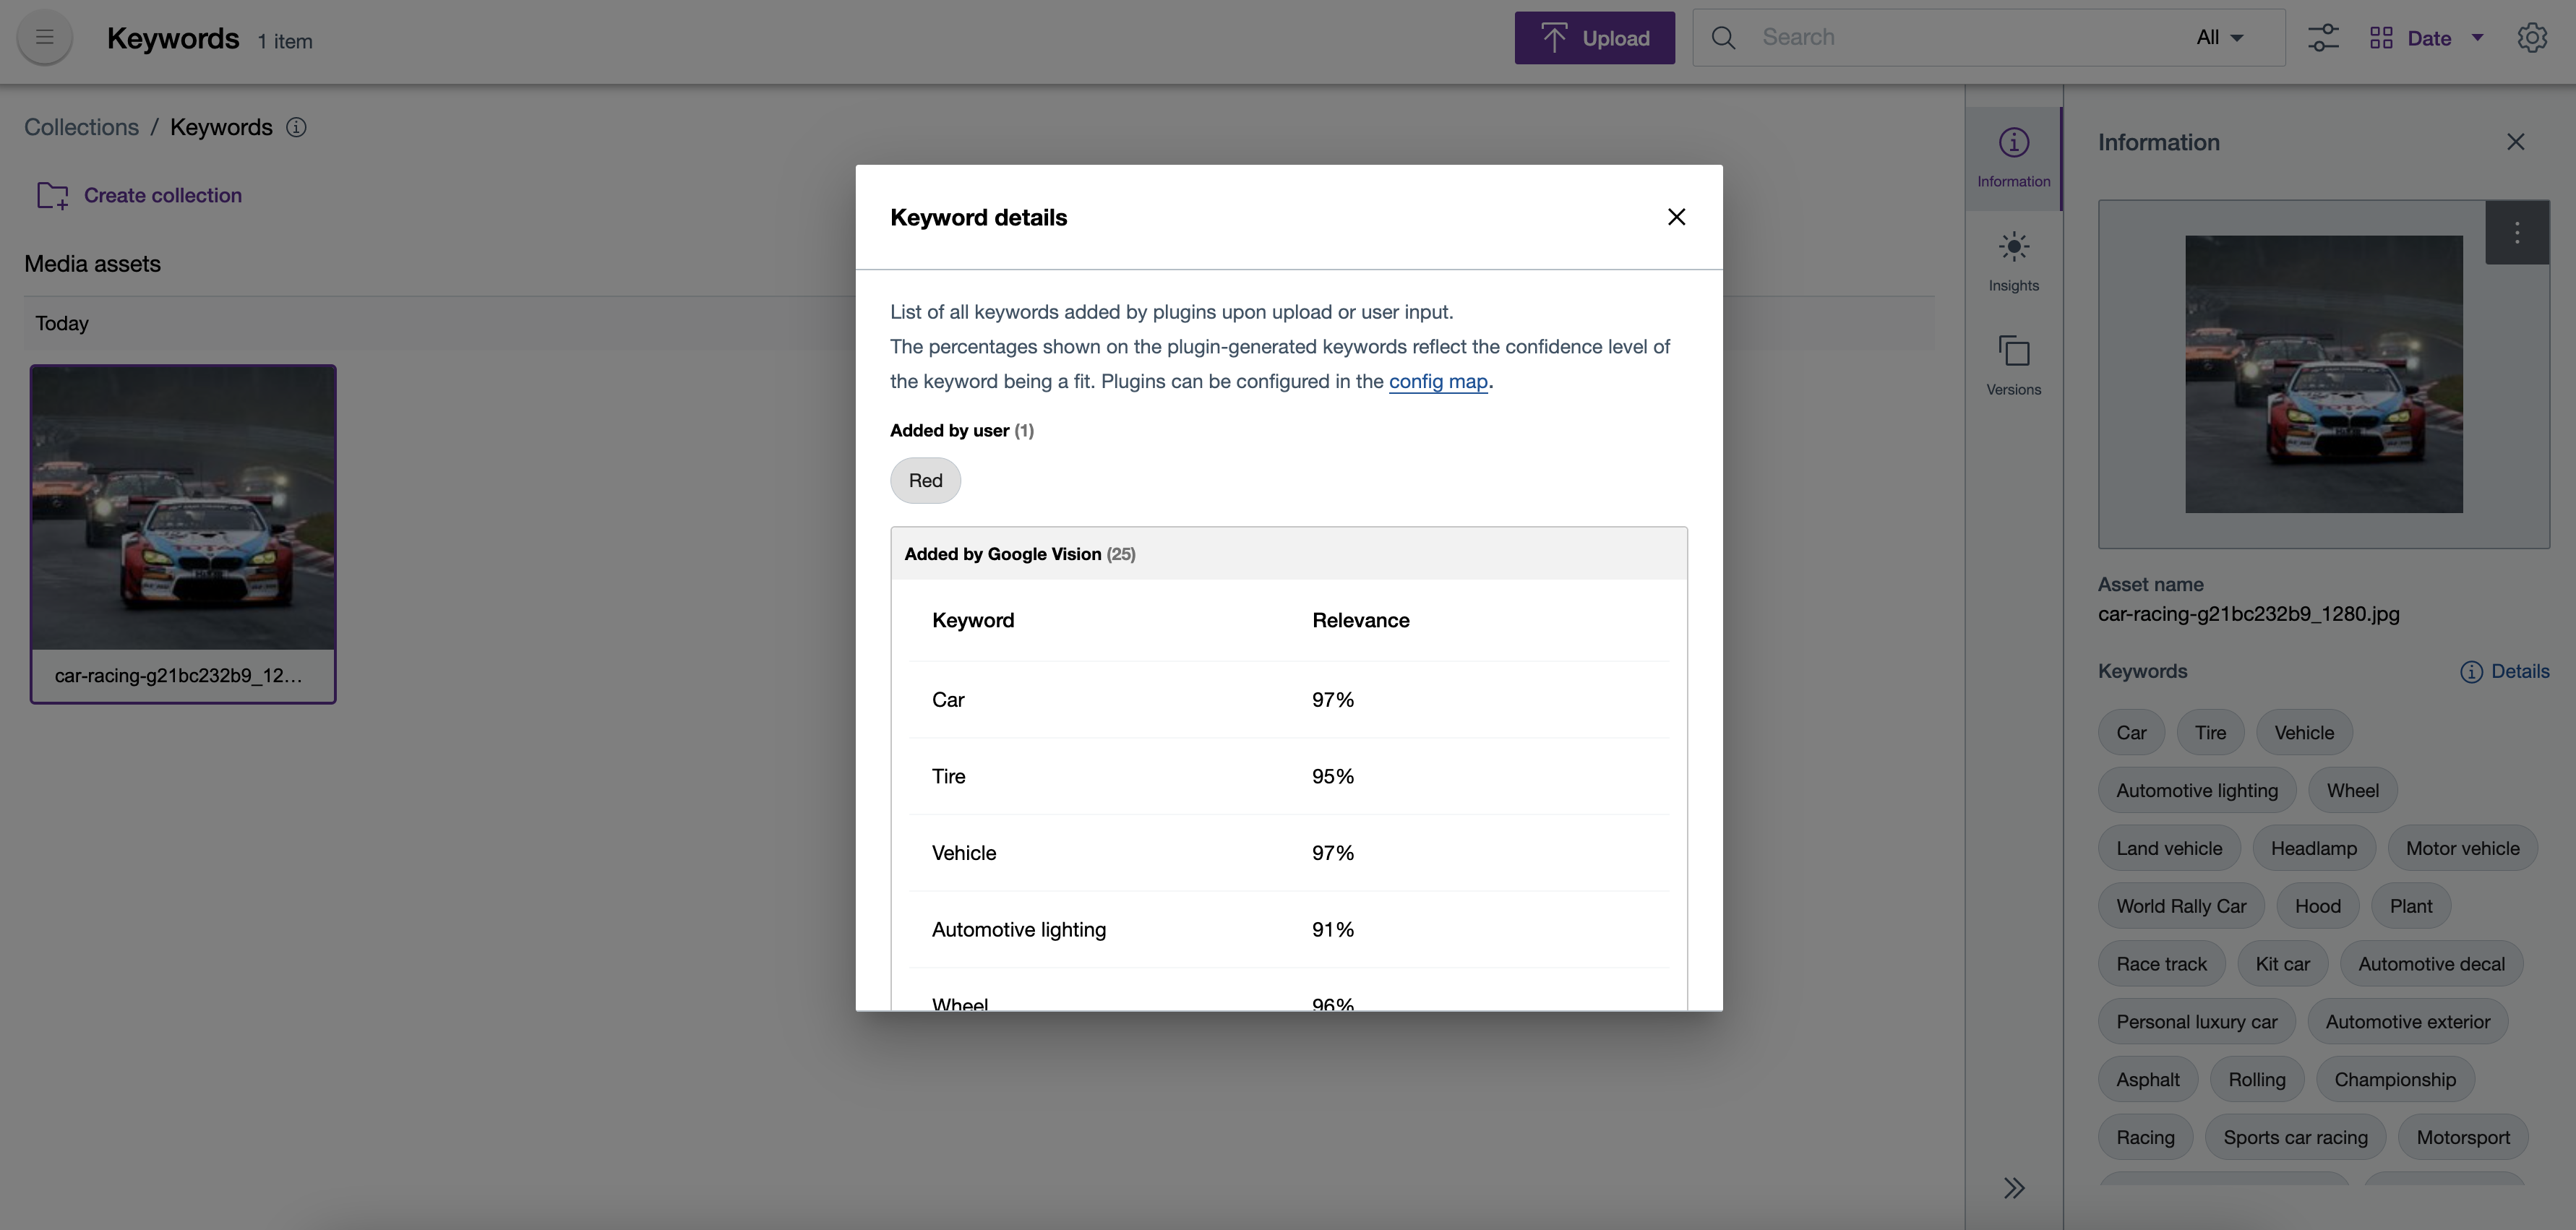 Keywords 1 item
Upload
Search
All
Date
Collections / Keywords
Create collection
Media assets
Today
car-racing-g21bc232b9_12...
Keyword details
List of all keywords added by plugins upon upload or user input.
The percentages shown on the plugin-generated keywords reflect the confidence level of
the keyword being a fit. Plugins can be configured in the config map.
Added by user (1)
Red
Added by Google Vision (25)
Keyword Relevance
Car 97%
Tire 95%
Vehicle 97%
Automotive lighting 91%
Wheel 96%
Information
Insights
Versions
Information
Asset name
car-racing-g21bc232b9_1280.jpg
Keywords Details
Car Tire Vehicle
Automotive lighting Wheel
Land vehicle Headlamp Motor vehicle
World Rally Car Hood Plant
Race track Kit car Automotive decal
Personal luxury car Automotive exterior
Asphalt Rolling Championship
Racing Sports car racing Motorsport